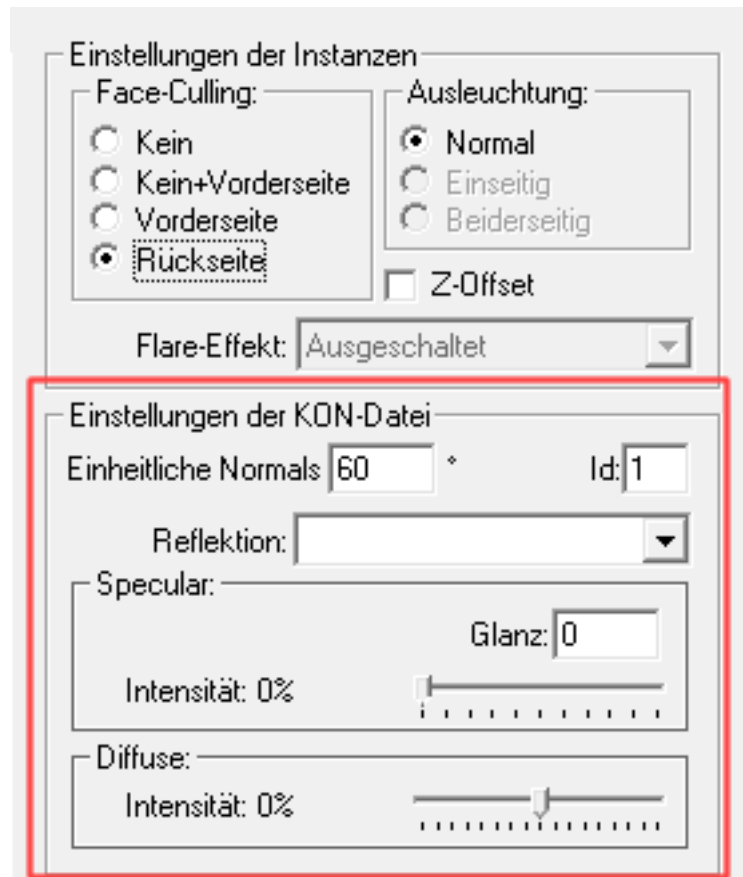 Einstellungen der Instanzen
Face-Culling:
Kein
Kein+Vorderseite
Vorderseite
Rückseite
Ausleuchtung:
Normal
Einseitig
Beiderseitig
Z-Offset
Flare-Effekt: Ausgeschaltet
Einstellungen der KON-Datei
Einheitliche Normals 60 ° Id: 1
Reflektion:
Specular:
Glanz: 0
Intensität: 0%
Diffuse:
Intensität: 0%